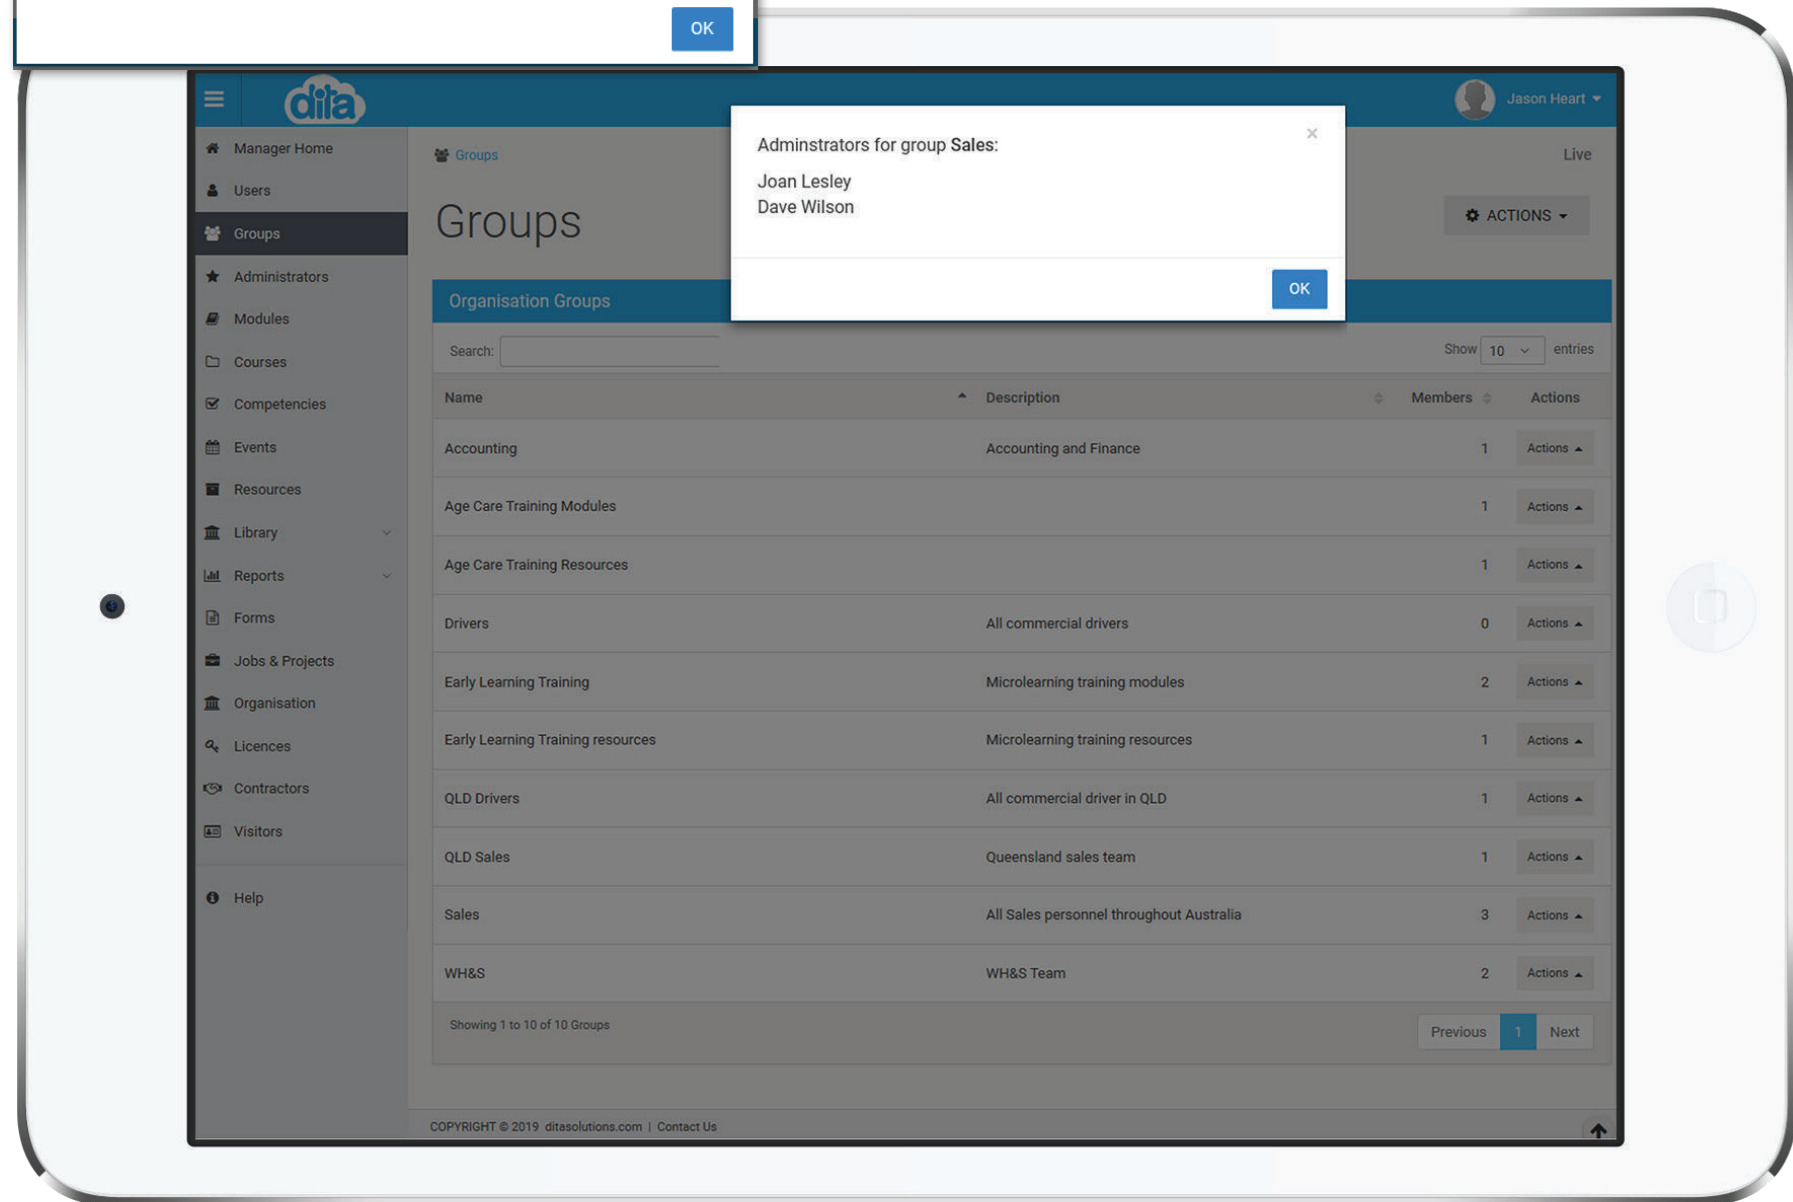 OK
dita
Jason Heart
Manager Home
Users
Groups
Administrators
Modules
Courses
Competencies
Events
Resources
Library
Reports
Forms
Jobs & Projects
Organisation
Licences
Contractors
Visitors
Help
Groups
Live
Groups
ACTIONS
Adminstrators for group Sales:
×
Joan Lesley
Dave Wilson
OK
Organisation Groups
Search:
Show 10 entries
Name Description Members Actions
Accounting Accounting and Finance 1 Actions
Age Care Training Modules 1 Actions
Age Care Training Resources 1 Actions
Drivers All commercial drivers 0 Actions
Early Learning Training Microlearning training modules 2 Actions
Early Learning Training resources Microlearning training resources 1 Actions
QLD Drivers All commercial driver in QLD 1 Actions
QLD Sales Queensland sales team 1 Actions
Sales All Sales personnel throughout Australia 3 Actions
WH&S WH&S Team 2 Actions
Showing 1 to 10 of 10 Groups
Previous 1 Next
COPYRIGHT © 2019 ditasolutions.com | Contact Us